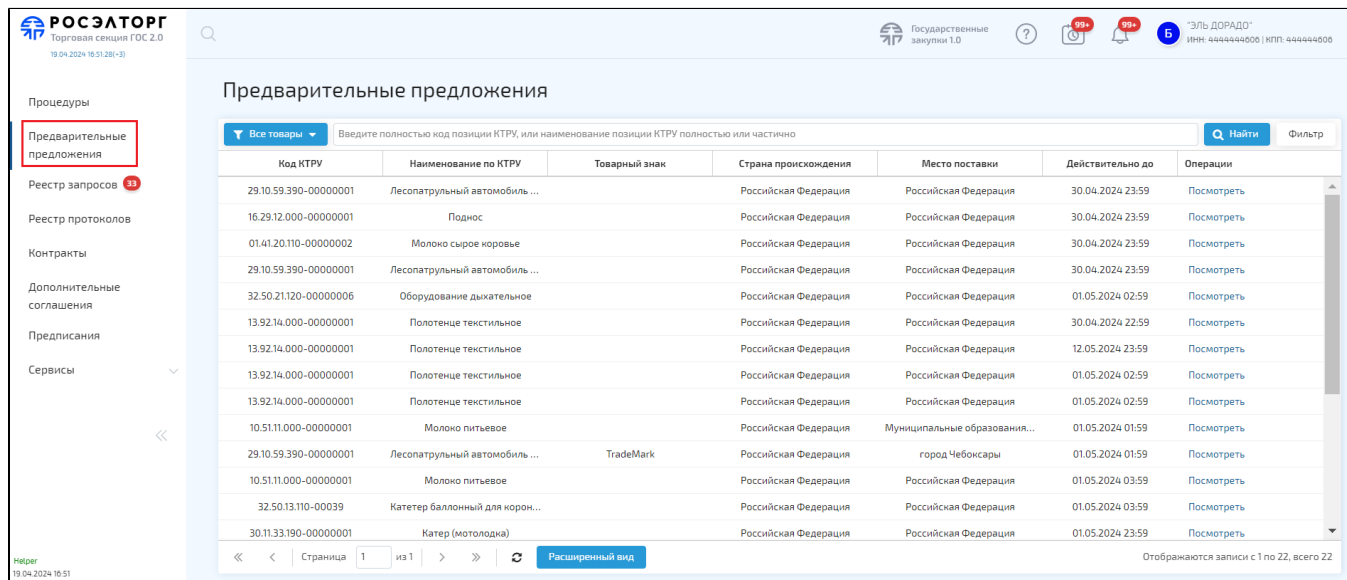 РОСЭЛТОРГ
Торговая секция ГОС 2.0
19.04.2024 16:51:28(+3)
Государственные
закупки 1.0
?
99+
99+
Б
"ЭЛЬ ДОРАДО"
ИНН: 4444444606 | КПП: 444444606
Процедуры
Предварительные
предложения
Реестр запросов 33
Реестр протоколов
Контракты
Дополнительные
соглашения
Предписания
Сервисы
Helper
19.04.2024 16:51
Предварительные предложения
Все товары Введите полностью код позиции КТРУ, или наименование позиции КТРУ полностью или частично Найти Фильтр
Код КТРУ Наименование по КТРУ Товарный знак Страна происхождения Место поставки Действительно до Операции
29.10.59.390-00000001 Лесопатрульный автомобиль ... Российская Федерация Российская Федерация 30.04.2024 23:59 Посмотреть
16.29.12.000-00000001 Поднос Российская Федерация Российская Федерация 30.04.2024 23:59 Посмотреть
01.41.20.110-00000002 Молоко сырое коровье Российская Федерация Российская Федерация 30.04.2024 23:59 Посмотреть
29.10.59.390-00000001 Лесопатрульный автомобиль ... Российская Федерация Российская Федерация 30.04.2024 23:59 Посмотреть
32.50.21.120-00000006 Оборудование дыхательное Российская Федерация Российская Федерация 01.05.2024 02:59 Посмотреть
13.92.14.000-00000001 Полотенце текстильное Российская Федерация Российская Федерация 30.04.2024 22:59 Посмотреть
13.92.14.000-00000001 Полотенце текстильное Российская Федерация Российская Федерация 12.05.2024 23:59 Посмотреть
13.92.14.000-00000001 Полотенце текстильное Российская Федерация Российская Федерация 01.05.2024 02:59 Посмотреть
13.92.14.000-00000001 Полотенце текстильное Российская Федерация Российская Федерация 01.05.2024 02:59 Посмотреть
10.51.11.000-00000001 Молоко питьевое Российская Федерация Муниципальные образования... 01.05.2024 01:59 Посмотреть
29.10.59.390-00000001 Лесопатрульный автомобиль ... TradeMark Российская Федерация город Чебоксары 01.05.2024 01:59 Посмотреть
10.51.11.000-00000001 Молоко питьевое Российская Федерация Российская Федерация 01.05.2024 03:59 Посмотреть
32.50.13.110-00039 Катетер баллонный для корон... Российская Федерация Российская Федерация 01.05.2024 03:59 Посмотреть
30.11.33.190-00000001 Катер (мотолодка) Российская Федерация Российская Федерация 01.05.2024 23:59 Посмотреть
Страница 1 из 1 Расширенный вид Отображаются записи с 1 по 22, всего 22